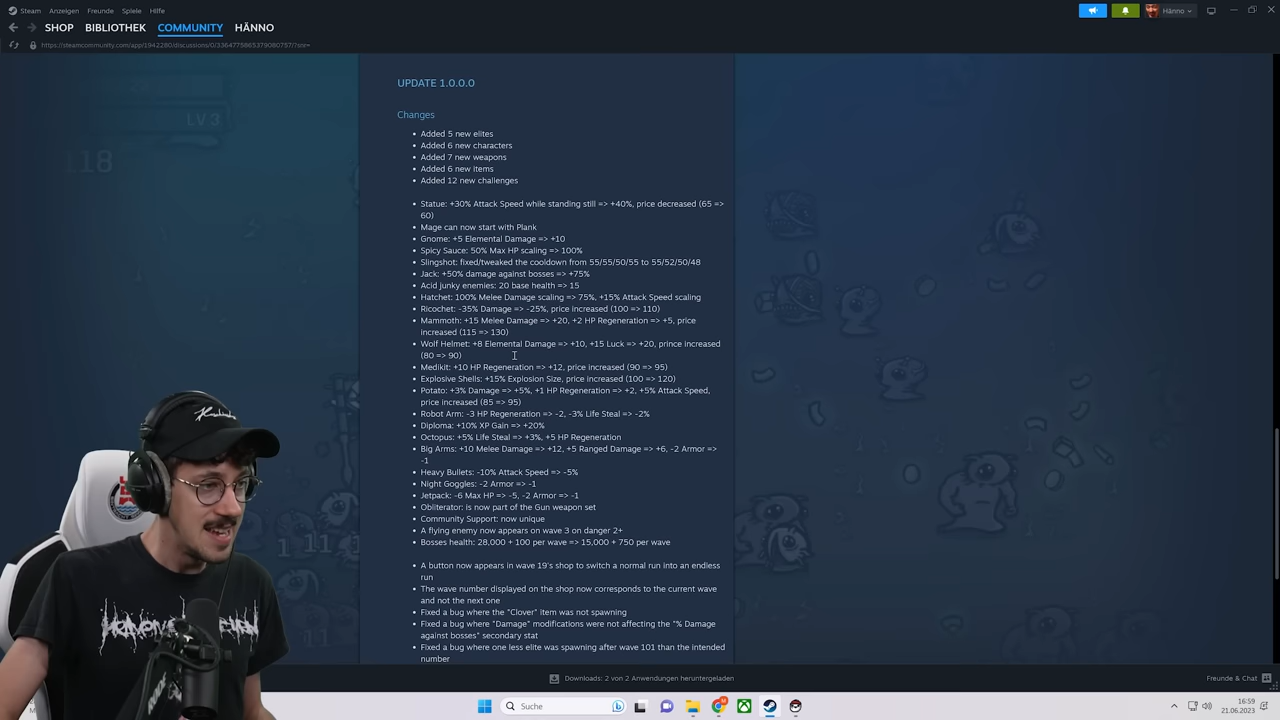 Steam Anzeigen Freunde Spiele Hilfe
Hänno
SHOP BIBLIOTHEK COMMUNITY HÄNNO
https://steamcommunity.com/app/1942280/discussions/0/3364775865379080757/?snr=
LV.3
118
UPDATE 1.0.0.0
Changes
• Added 5 new elites
• Added 6 new characters
• Added 7 new weapons
• Added 6 new items
• Added 12 new challenges
• Statue: +30% Attack Speed while standing still => +40%, price decreased (65 =>
60)
• Mage can now start with Plank
• Gnome: +5 Elemental Damage => +10
• Spicy Sauce: 50% Max HP scaling => 100%
• Slingshot: fixed/tweaked the cooldown from 55/55/50/55 to 55/52/50/48
• Jack: +50% damage against bosses => +75%
• Acid junky enemies: 20 base health => 15
• Hatchet: 100% Melee Damage scaling => 75%, +15% Attack Speed scaling
• Ricochet: -35% Damage => -25%, price increased (100 => 110)
• Mammoth: +15 Melee Damage => +20, +2 HP Regeneration => +5, price
increased (115 => 130)
• Wolf Helmet: +8 Elemental Damage => +10, +15 Luck => +20, prince increased
(80 => 90)
• Medikit: +10 HP Regeneration => +12, price increased (90 => 95)
• Explosive Shells: +15% Explosion Size, price increased (100 => 120)
• Potato: +3% Damage => +5%, +1 HP Regeneration => +2, +5% Attack Speed,
price increased (85 => 95)
• Robot Arm: -3 HP Regeneration => -2, -3% Life Steal => -2%
• Diploma: +10% XP Gain => +20%
• Octopus: +5% Life Steal => +3%, +5 HP Regeneration
• Big Arms: +10 Melee Damage => +12, +5 Ranged Damage => +6, -2 Armor =>
-1
• Heavy Bullets: -10% Attack Speed => -5%
• Night Goggles: -2 Armor => -1
• Jetpack: -6 Max HP => -5, -2 Armor => -1
• Obliterator: is now part of the Gun weapon set
• Community Support: now unique
• A flying enemy now appears on wave 3 on danger 2+
• Bosses health: 28,000 + 100 per wave => 15,000 + 750 per wave
• A button now appears in wave 19's shop to switch a normal run into an endless
run
• The wave number displayed on the shop now corresponds to the current wave
and not the next one
• Fixed a bug where the "Clover" item was not spawning
• Fixed a bug where "Damage" modifications were not affecting the "% Damage
against bosses" secondary stat
• Fixed a bug where one less elite was spawning after wave 101 than the intended
number
Downloads: 2 von 2 Anwendungen heruntergeladen
Freunde & Chat
Suche
16:59
21.06.2023